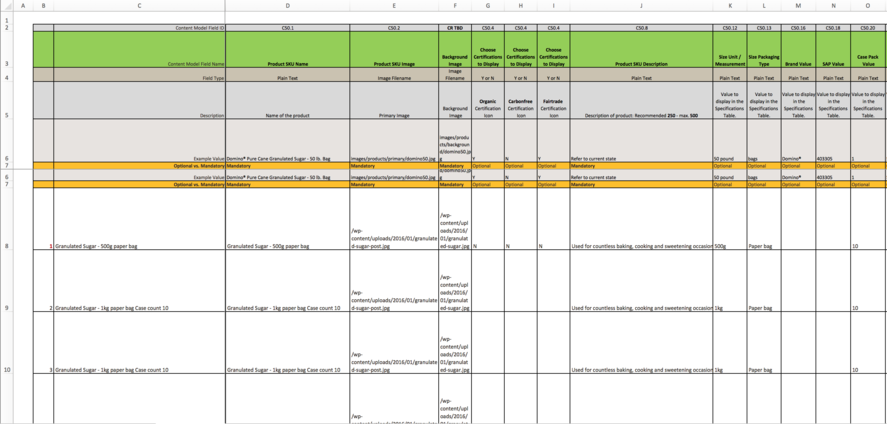 A B C D E F G H I J K L M N O
1
2 Content Model Field ID CS0.1 CS0.2 CR TBD CS0.4 CS0.4 CS0.4 CS0.8 CS0.12 CS0.13 CS0.16 CS0.18 CS0.20
3 Content Model Field Name Product SKU Name Product SKU Image Background Image Choose Certifications to Display Choose Certifications to Display Choose Certifications to Display Product SKU Description Size Unit / Measurement Size Packaging Type Brand Value SAP Value Case Pack Value
4 Field Type Plain Text Image Filename Image Filename Y or N Y or N Y or N Plain Text Plain Text Plain Text Plain Text Plain Text Plain Text
5 Description Name of the product Primary Image Background Image Organic Certification Icon Carbonfree Certification Icon Fairtrade Certification Icon Description of product: Recommended 250 - max. 500 Value to display in the Specifications Table. Value to display in the Specifications Table. Value to display in the Specifications Table. Value to display in the Specifications Table. Value to display in the Specifications Table.
6 Example Value Domino® Pure Cane Granulated Sugar - 50 lb. Bag images/products/primary/domino50.jpg images/products/background/domino50.jpg Y N Y Refer to current state 50 pound bags Domino® 403305 1
7 Optional vs. Mandatory Mandatory Mandatory Mandatory Optional Optional Optional Mandatory Optional Optional Optional Optional Optional
6 Example Value Domino® Pure Cane Granulated Sugar - 50 lb. Bag images/products/primary/domino50.jpg g Y N Y Refer to current state 50 pound bags Domino® 403305 1
7 Optional vs. Mandatory Mandatory Mandatory Mandatory Optional Optional Optional Mandatory Optional Optional Optional Optional Optional
8 1 Granulated Sugar - 500g paper bag Granulated Sugar - 500g paper bag /wp-content/uploads/2016/01/granulated-sugar-post.jpg /wp-content/uploads/2016/01/granulated-sugar.jpg N N N Used for countless baking, cooking and sweetening occasion 500g Paper bag 10
9 2 Granulated Sugar - 1kg paper bag Case count 10 Granulated Sugar - 1kg paper bag Case count 10 /wp-content/uploads/2016/01/granulated-sugar-post.jpg /wp-content/uploads/2016/01/granulated-sugar.jpg Used for countless baking, cooking and sweetening occasion 1kg Paper bag 10
10 3 Granulated Sugar - 1kg paper bag Case count 10 Granulated Sugar - 1kg paper bag Case count 10 /wp-content/uploads/2016/01/granulated-sugar-post.jpg /wp-content/uploads/2016/01/granulated-sugar.jpg Used for countless baking, cooking and sweetening occasion 1kg Paper bag 10
/wp- /wp-content/uploads/2016/